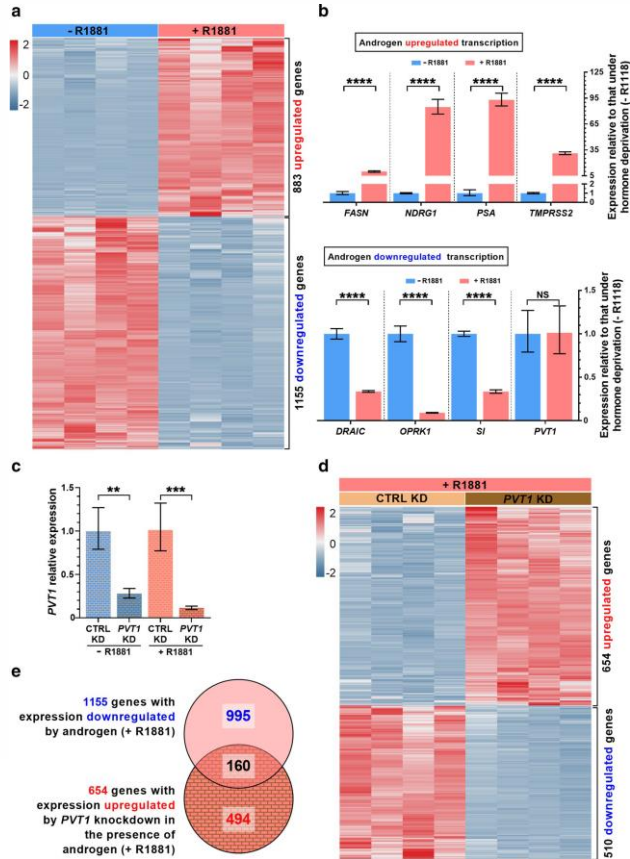 a
- R1881
+ R1881
2
0
-2
883 upregulated genes
1155 downregulated genes
b
Androgen upregulated transcription
- R1881
+ R1881
****
****
****
****
125
95
65
35
5
2
1
0
FASN
NDRG1
PSA
TMPRSS2
Expression relative to that under
hormone deprivation (- R1118)
Androgen downregulated transcription
- R1881
+ R1881
****
****
****
NS
1.0
0.5
0.0
DRAIC
OPRK1
SI
PVT1
Expression relative to that under
hormone deprivation (- R1118)
c
PVT1 relative expression
1.5
1.0
0.5
0
**
***
CTRL
KD
PVT1
KD
CTRL
KD
PVT1
KD
- R1881
+ R1881
d
+ R1881
CTRL KD
PVT1 KD
2
0
-2
654 upregulated genes
510 downregulated genes
e
1155 genes with
expression downregulated
by androgen (+ R1881)
995
160
494
654 genes with
expression upregulated
by PVT1 knockdown in
the presence of
androgen (+ R1881)